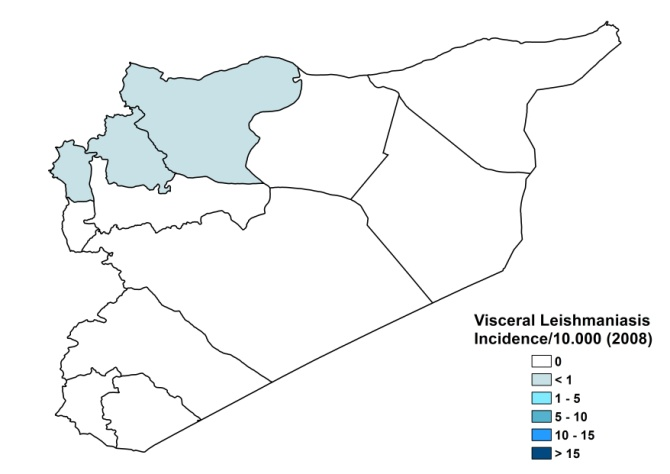 Visceral Leishmaniasis
Incidence/10.000 (2008)
0
< 1
1 - 5
5 - 10
10 - 15
> 15